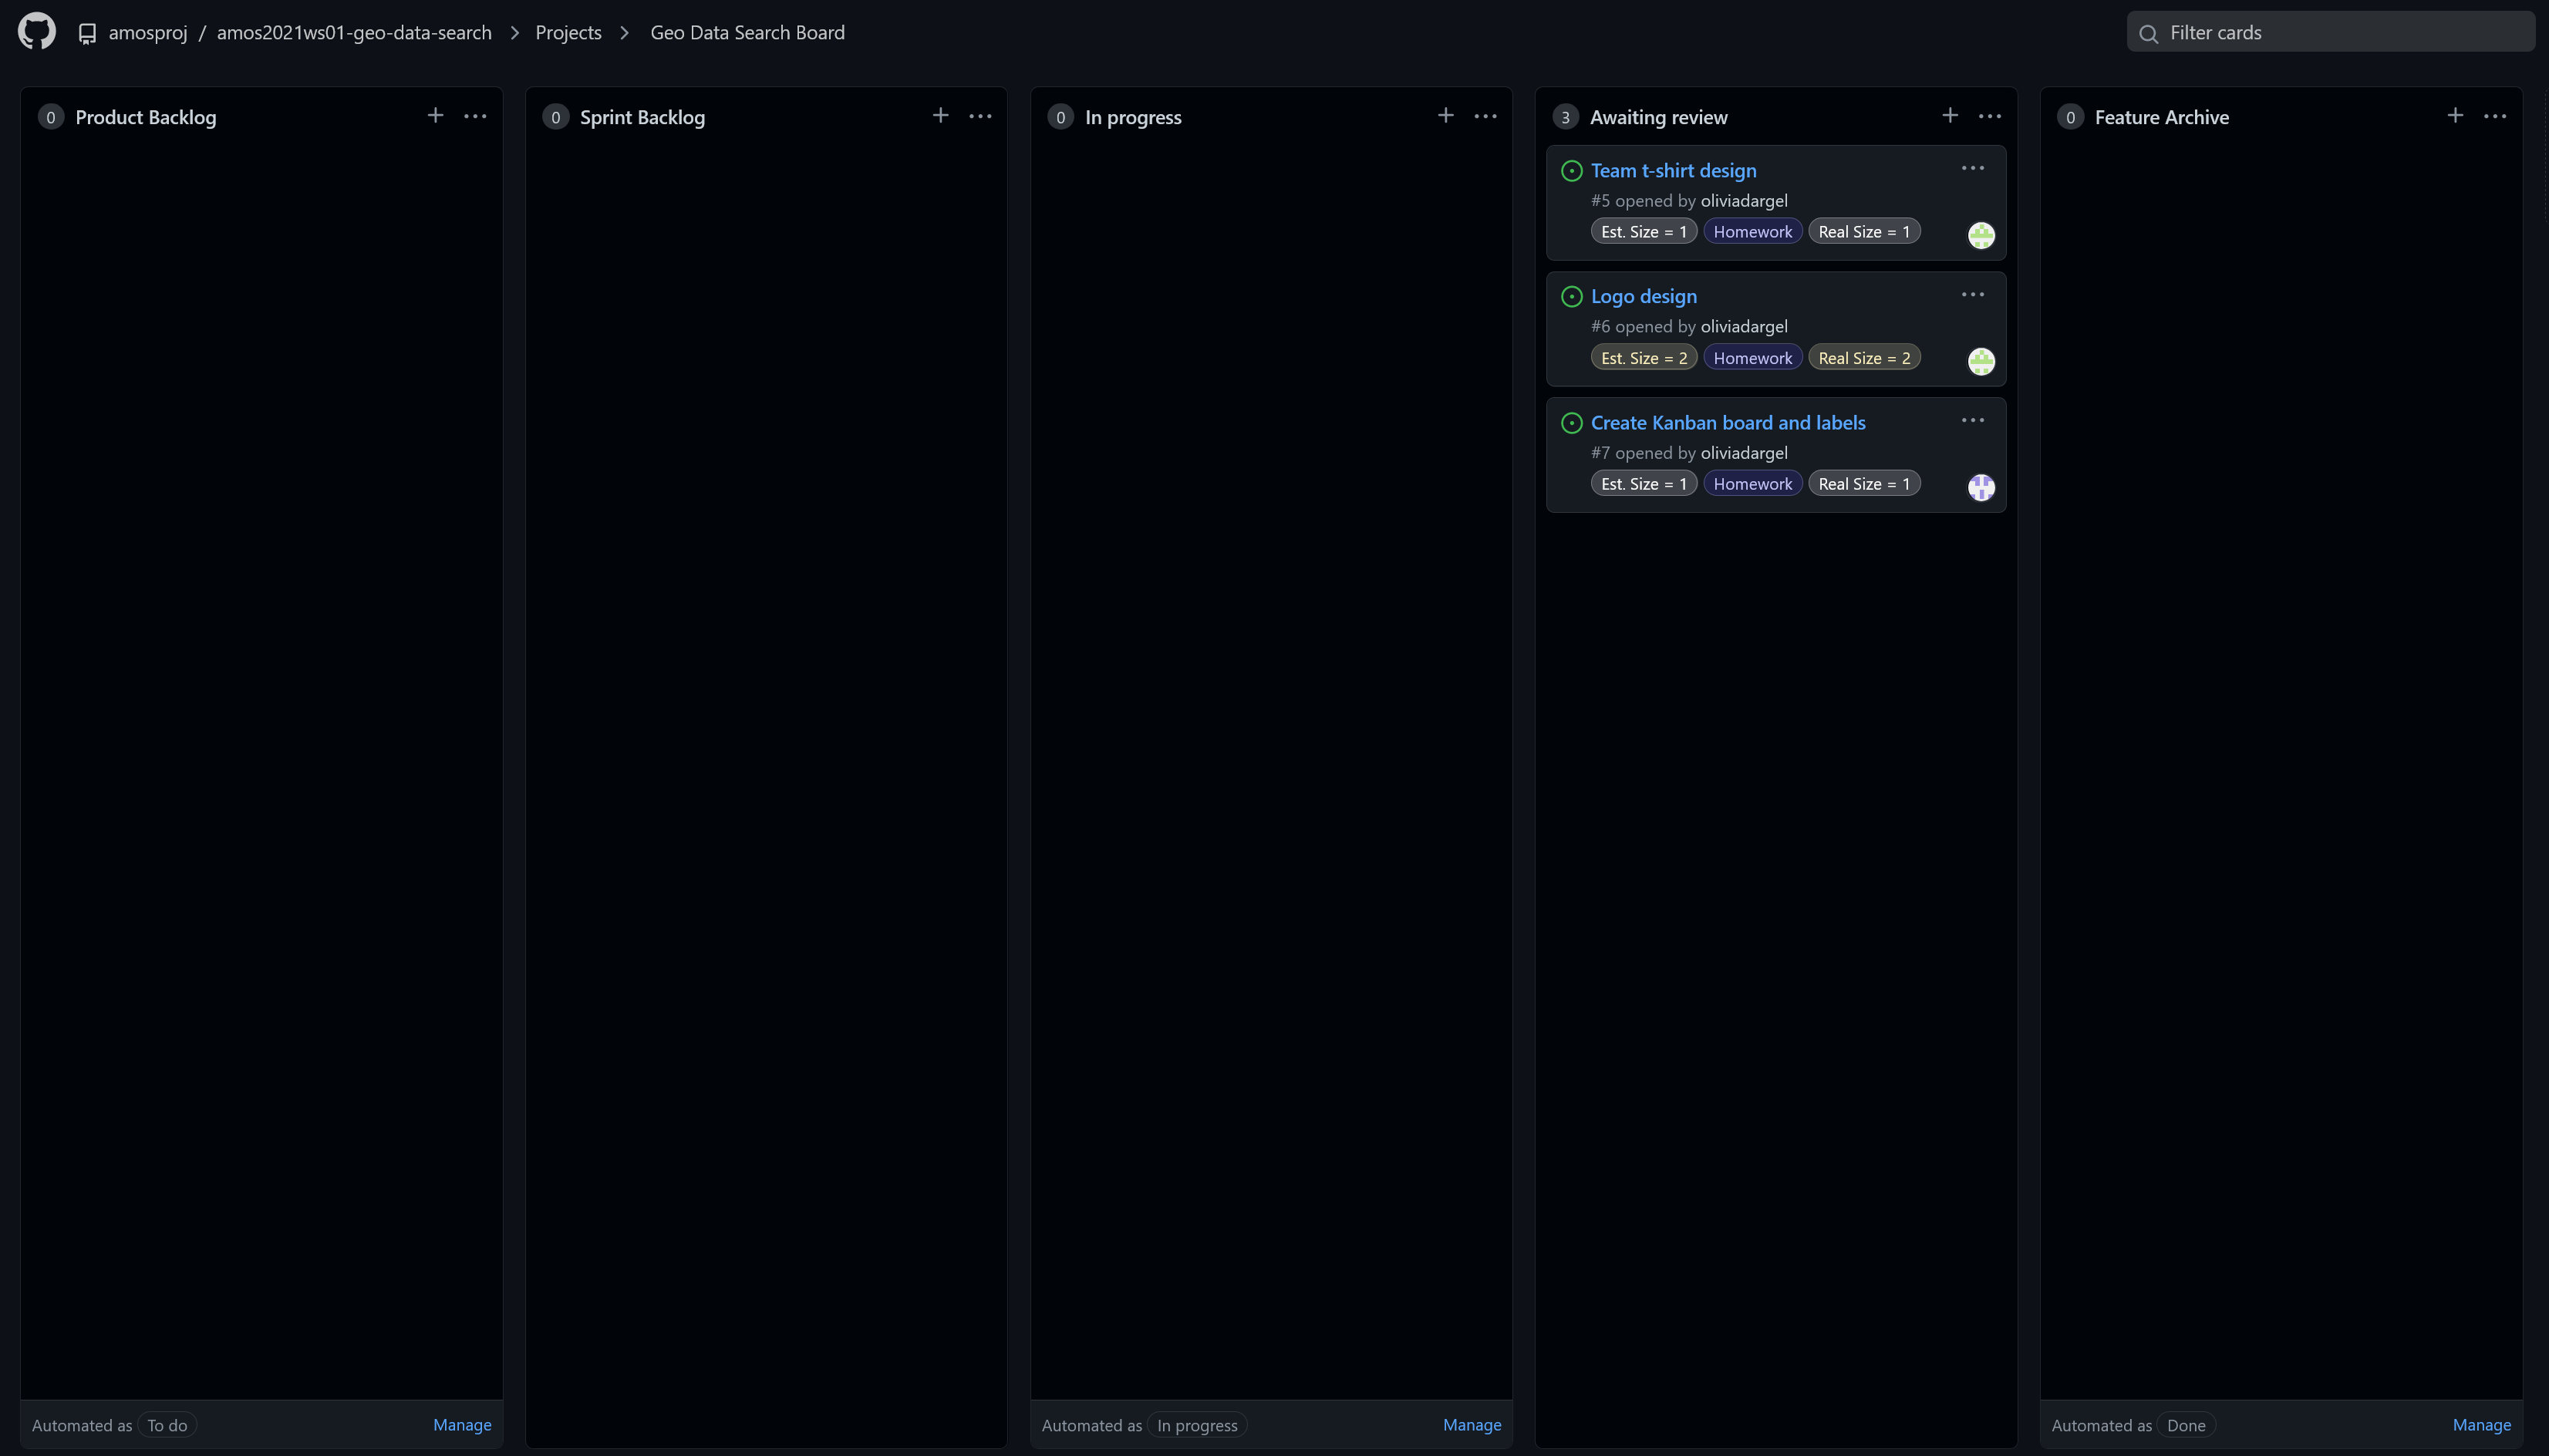 amosproj / amos2021ws01-geo-data-search > Projects > Geo Data Search Board
Filter cards
0 Product Backlog
Automated as To do Manage
0 Sprint Backlog
0 In progress
Automated as In progress Manage
3 Awaiting review
Team t-shirt design
#5 opened by oliviadargel
Est. Size = 1 Homework Real Size = 1
Logo design
#6 opened by oliviadargel
Est. Size = 2 Homework Real Size = 2
Create Kanban board and labels
#7 opened by oliviadargel
Est. Size = 1 Homework Real Size = 1
0 Feature Archive
Automated as Done Manage